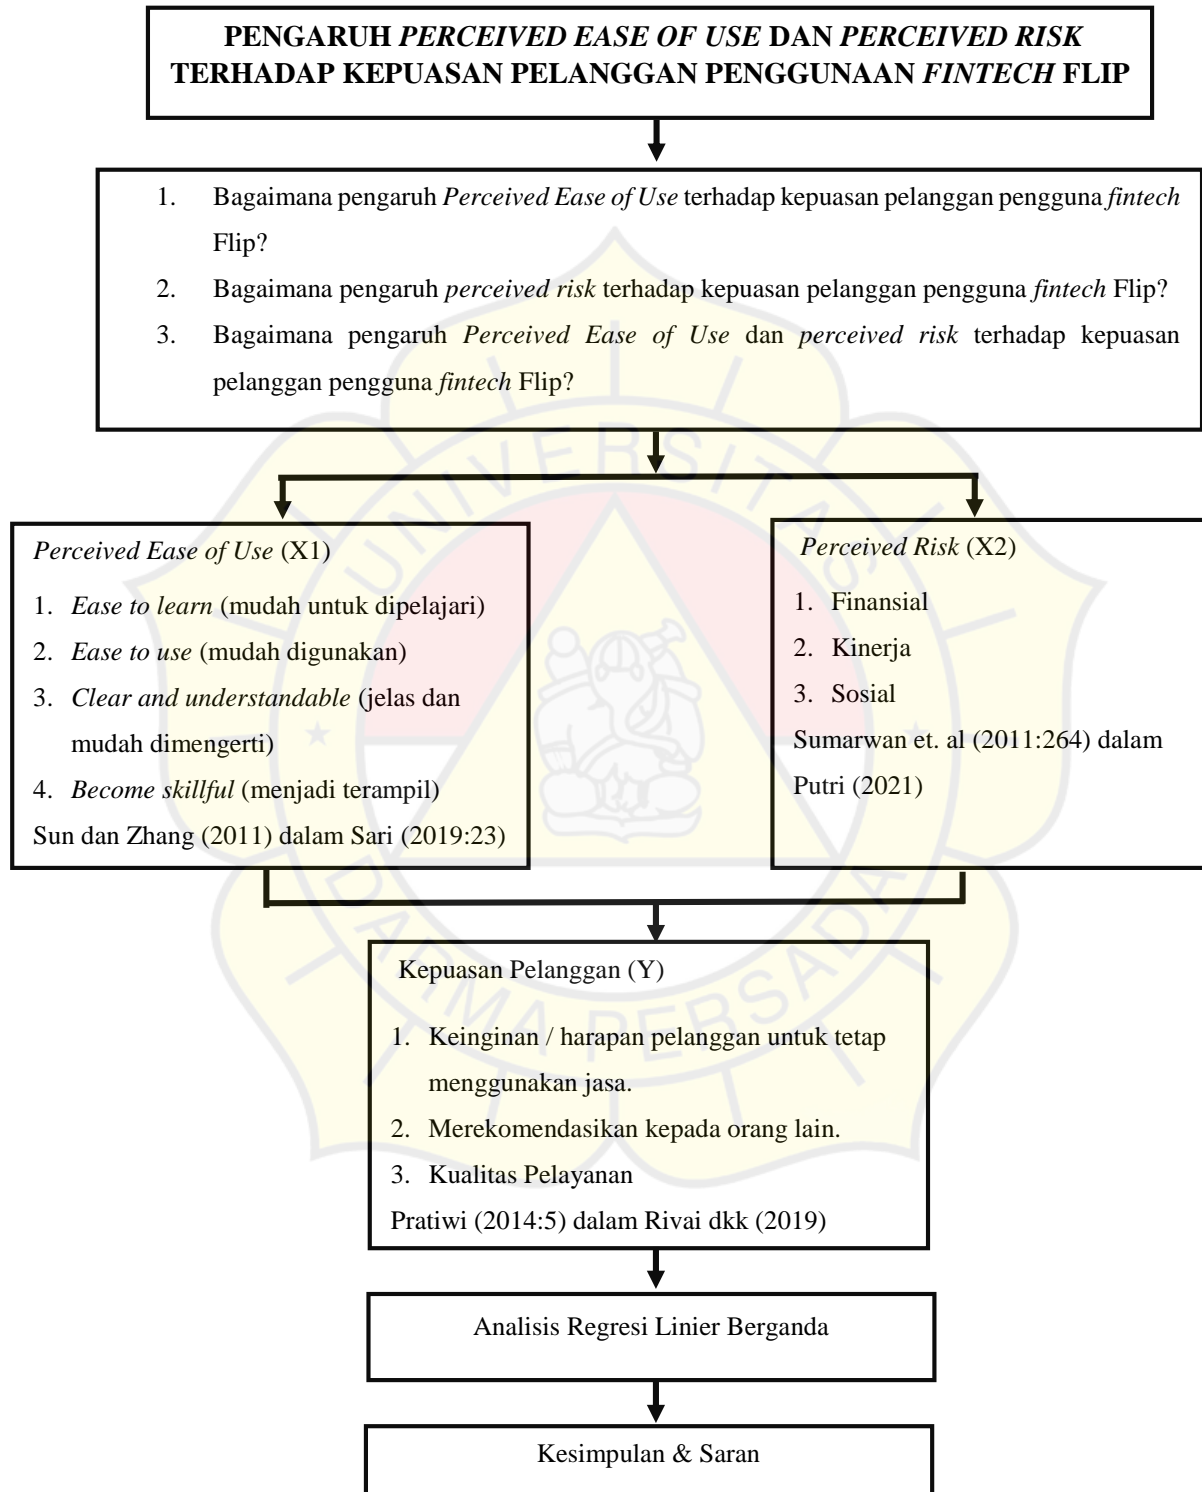 PENGARUH PERCEIVED EASE OF USE DAN PERCEIVED RISK
TERHADAP KEPUASAN PELANGGAN PENGGUNAAN FINTECH FLIP
1. Bagaimana pengaruh Perceived Ease of Use terhadap kepuasan pelanggan pengguna fintech
Flip?
2. Bagaimana pengaruh perceived risk terhadap kepuasan pelanggan pengguna fintech Flip?
3. Bagaimana pengaruh Perceived Ease of Use dan perceived risk terhadap kepuasan
pelanggan pengguna fintech Flip?
Perceived Ease of Use (X1)
1. Ease to learn (mudah untuk dipelajari)
2. Ease to use (mudah digunakan)
3. Clear and understandable (jelas dan
mudah dimengerti)
4. Become skillful (menjadi terampil)
Sun dan Zhang (2011) dalam Sari (2019:23)
Perceived Risk (X2)
1. Finansial
2. Kinerja
3. Sosial
Sumarwan et. al (2011:264) dalam
Putri (2021)
Kepuasan Pelanggan (Y)
1. Keinginan / harapan pelanggan untuk tetap
menggunakan jasa.
2. Merekomendasikan kepada orang lain.
3. Kualitas Pelayanan
Pratiwi (2014:5) dalam Rivai dkk (2019)
Analisis Regresi Linier Berganda
Kesimpulan & Saran
UNIVERSITAS
DARMA PERSADA